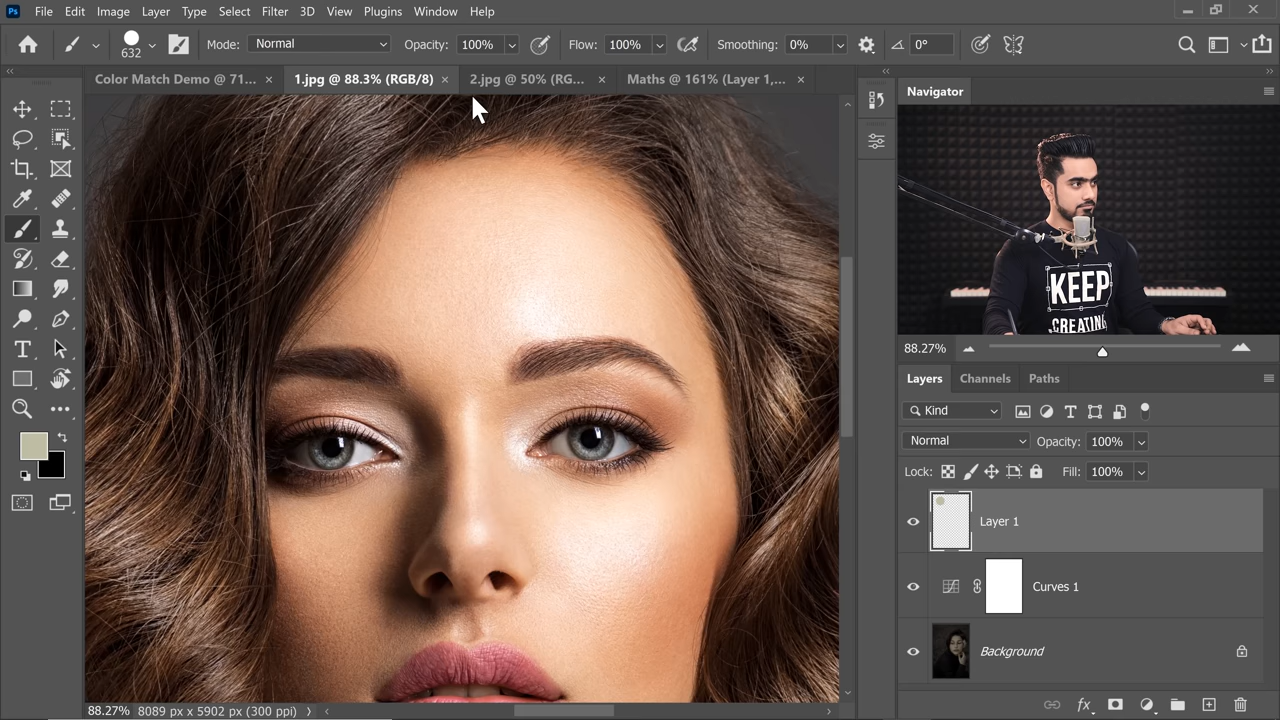 Ps File Edit Image Layer Type Select Filter 3D View Plugins Window Help
632 Mode: Normal Opacity: 100% Flow: 100% Smoothing: 0% 0°
Color Match Demo @ 71... × 1.jpg @ 88.3% (RGB/8) × 2.jpg @ 50% (RG... × Maths @ 161% (Layer 1,... ×
Navigator
KEEP
CREATING
88.27%
Layers Channels Paths
Kind
Normal Opacity: 100%
Lock: Fill: 100%
Layer 1
Curves 1
Background
88.27% 8089 px x 5902 px (300 ppi)